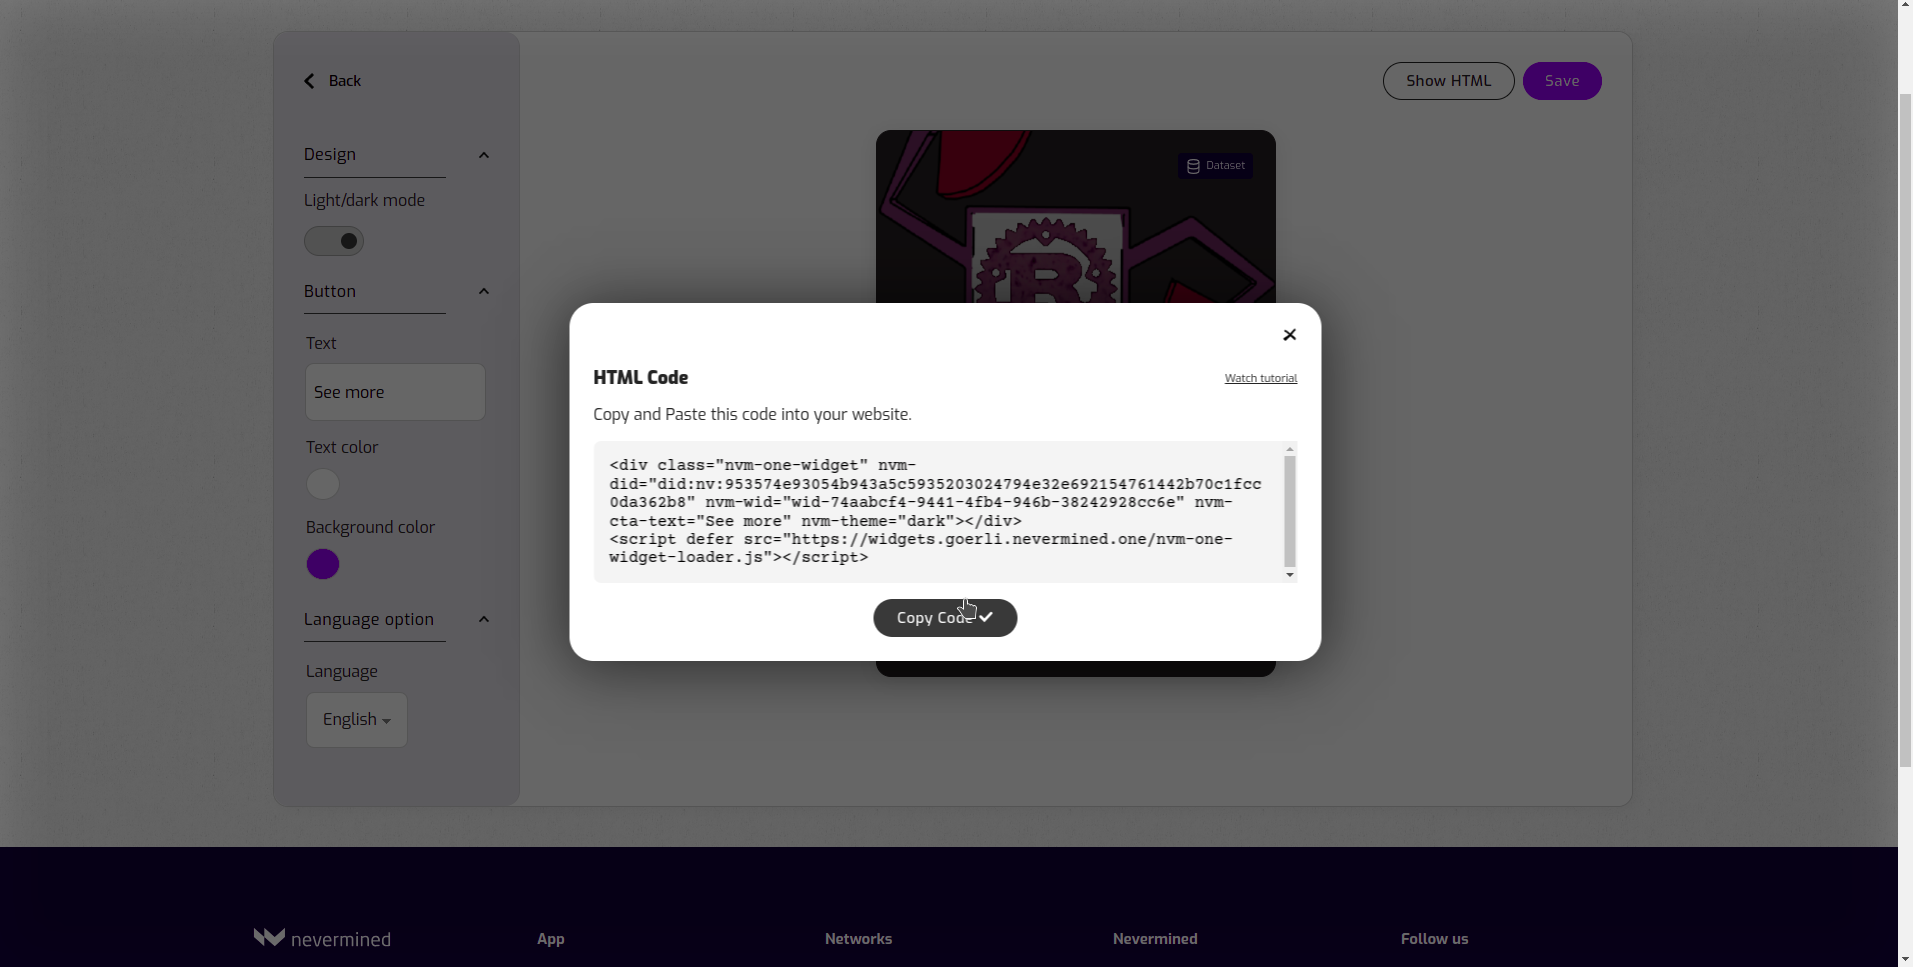 Back
Show HTML
Save
Design
Light/dark mode
Button
Text
See more
Text color
Background color
Language option
Language
English
Dataset
R
HTML Code
Watch tutorial
Copy and Paste this code into your website.
<div class="nvm-one-widget" nvm-
did="did:nv:953574e93054b943a5c5935203024794e32e692154761442b70c1fcc
0da362b8" nvm-wid="wid-74aabcf4-9441-4fb4-946b-38242928cc6e" nvm-
cta-text="See more" nvm-theme="dark"></div>
<script defer src="https://widgets.goerli.nevermined.one/nvm-one-
widget-loader.js"></script>
Copy Code
nevermined
App
Networks
Nevermined
Follow us